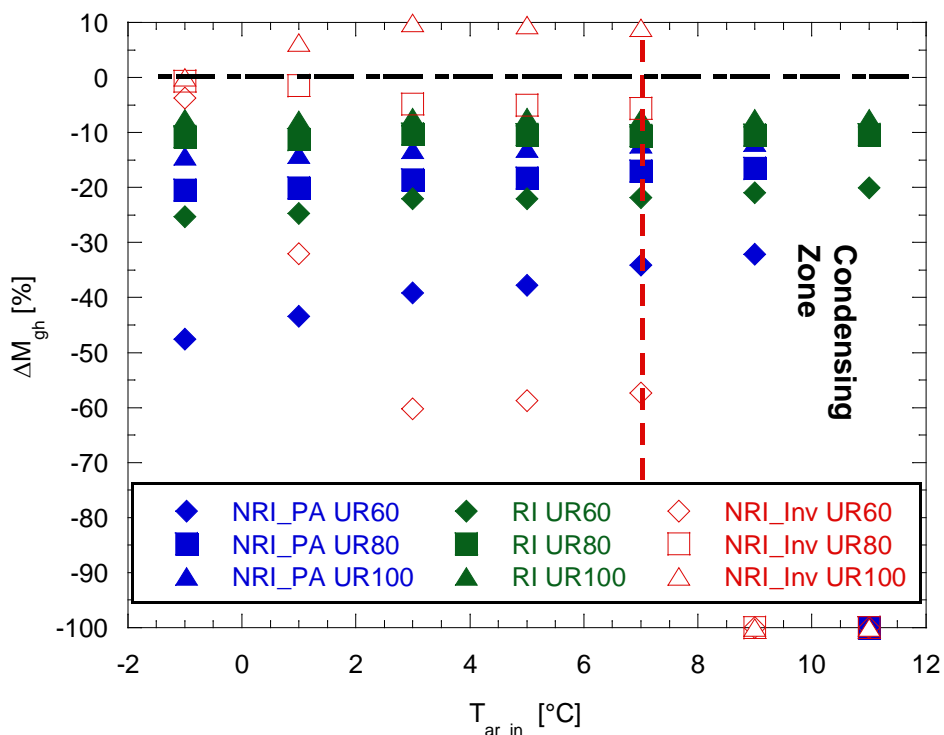 10
0
-10
-20
-30
-40
-50
-60
-70
-80
-90
-100
ΔM_gh [%]
Condensing
Zone
NRI_PA UR60 RI UR60 NRI_Inv UR60
NRI_PA UR80 RI UR80 NRI_Inv UR80
NRI_PA UR100 RI UR100 NRI_Inv UR100
-2 0 2 4 6 8 10 12
T_ar_in [°C]